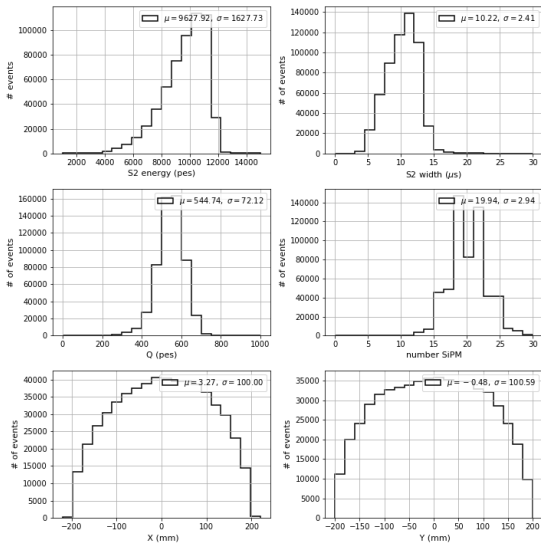 μ=9627.92, σ=1627.73
100000
80000
60000
40000
20000
0
# events
2000 4000 6000 8000 10000 12000 14000
S2 energy (pes)
μ=10.22, σ=2.41
140000
120000
100000
80000
60000
40000
20000
0
# of events
0 5 10 15 20 25 30
S2 width (μs)
μ=544.74, σ=72.12
160000
140000
120000
100000
80000
60000
40000
20000
0
# of events
0 200 400 600 800 1000
Q (pes)
μ=19.94, σ=2.94
140000
120000
100000
80000
60000
40000
20000
0
# of events
0 5 10 15 20 25 30
number SiPM
μ=3.27, σ=100.00
40000
35000
30000
25000
20000
15000
10000
5000
0
# of events
−200 −100 0 100 200
X (mm)
μ=−0.48, σ=100.59
35000
30000
25000
20000
15000
10000
5000
0
# of events
−200 −150 −100 −50 0 50 100 150 200
Y (mm)